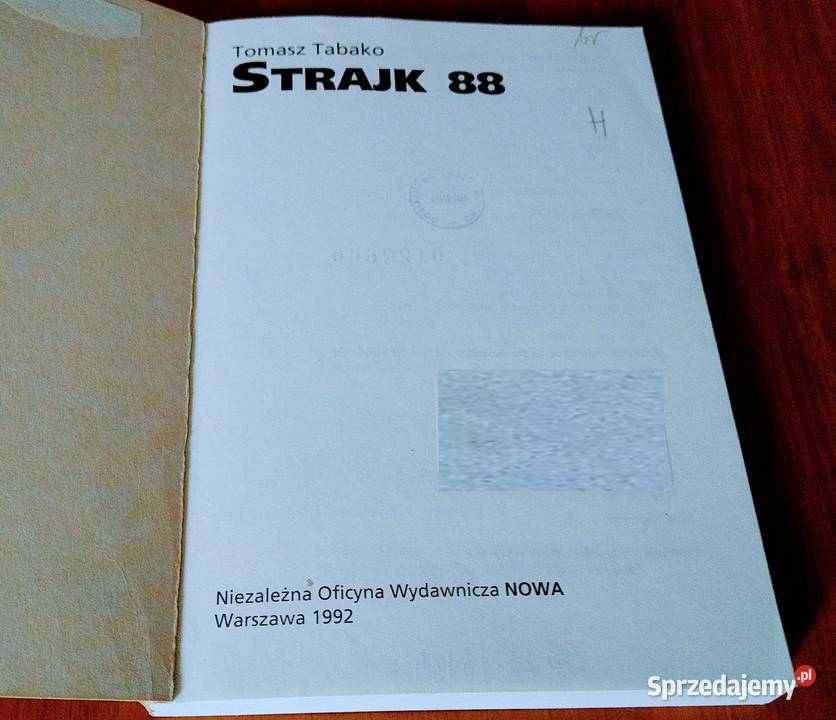 Tomasz Tabako
STRAJK 88
H
Niezależna Oficyna Wydawnicza NOWA
Warszawa 1992
Sprzedajemy.pl